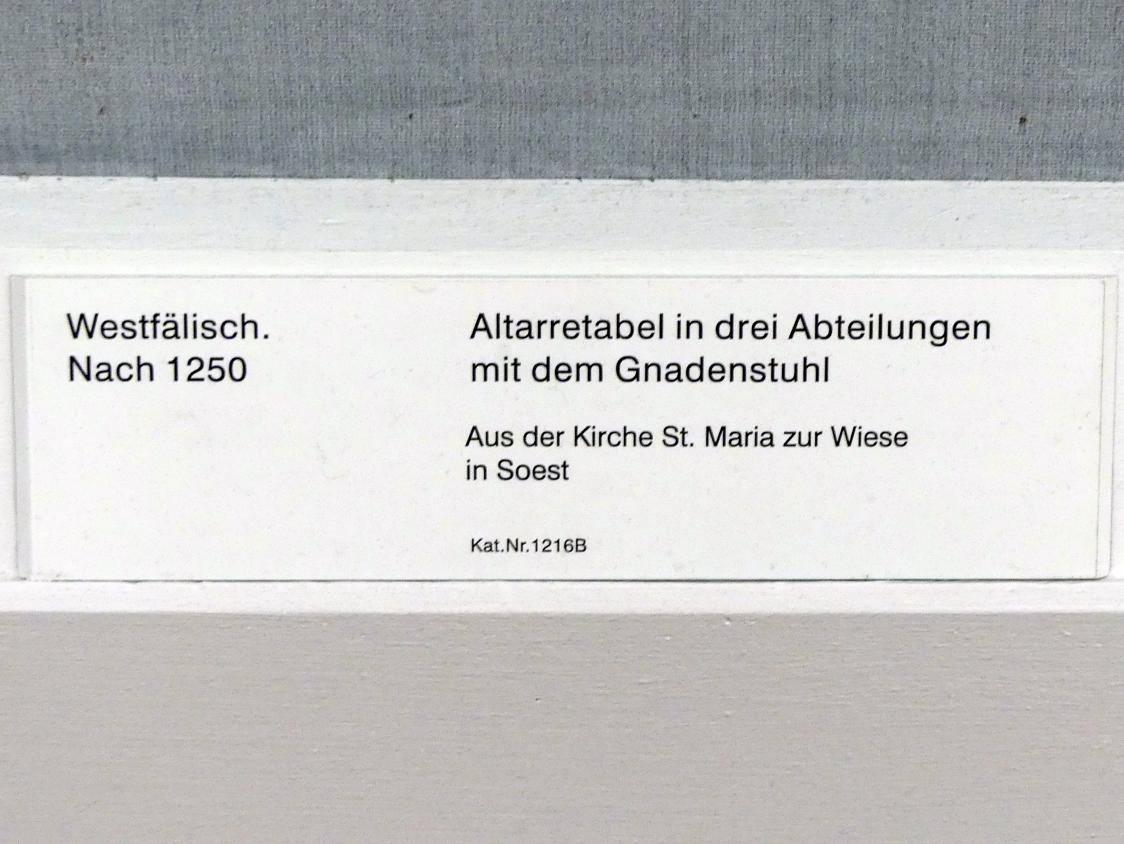 Westfälisch.
Nach 1250
Altarretabel in drei Abteilungen
mit dem Gnadenstuhl
Aus der Kirche St. Maria zur Wiese
in Soest
Kat.Nr.1216B